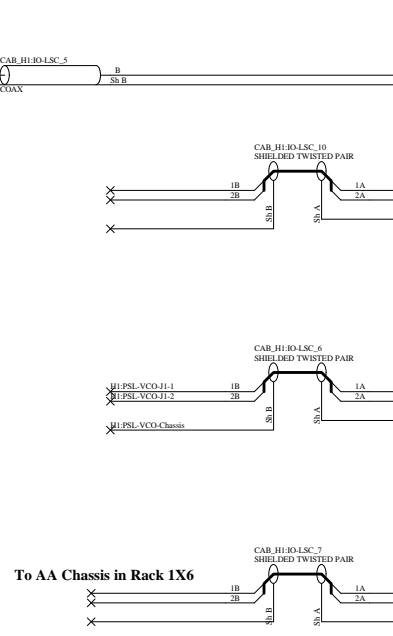 CAB_H1:IO-LSC_5
B
Sh B
COAX
CAB_H1:IO-LSC_10
SHIELDED TWISTED PAIR
1B 1A
2B 2A
Sh B Sh A
CAB_H1:IO-LSC_6
SHIELDED TWISTED PAIR
H1:PSL-VCO-J1-1 1B 1A
H1:PSL-VCO-J1-2 2B 2A
Sh B Sh A
H1:PSL-VCO-Chassis
CAB_H1:IO-LSC_7
SHIELDED TWISTED PAIR
To AA Chassis in Rack 1X6
1B 1A
2B 2A
Sh B Sh A